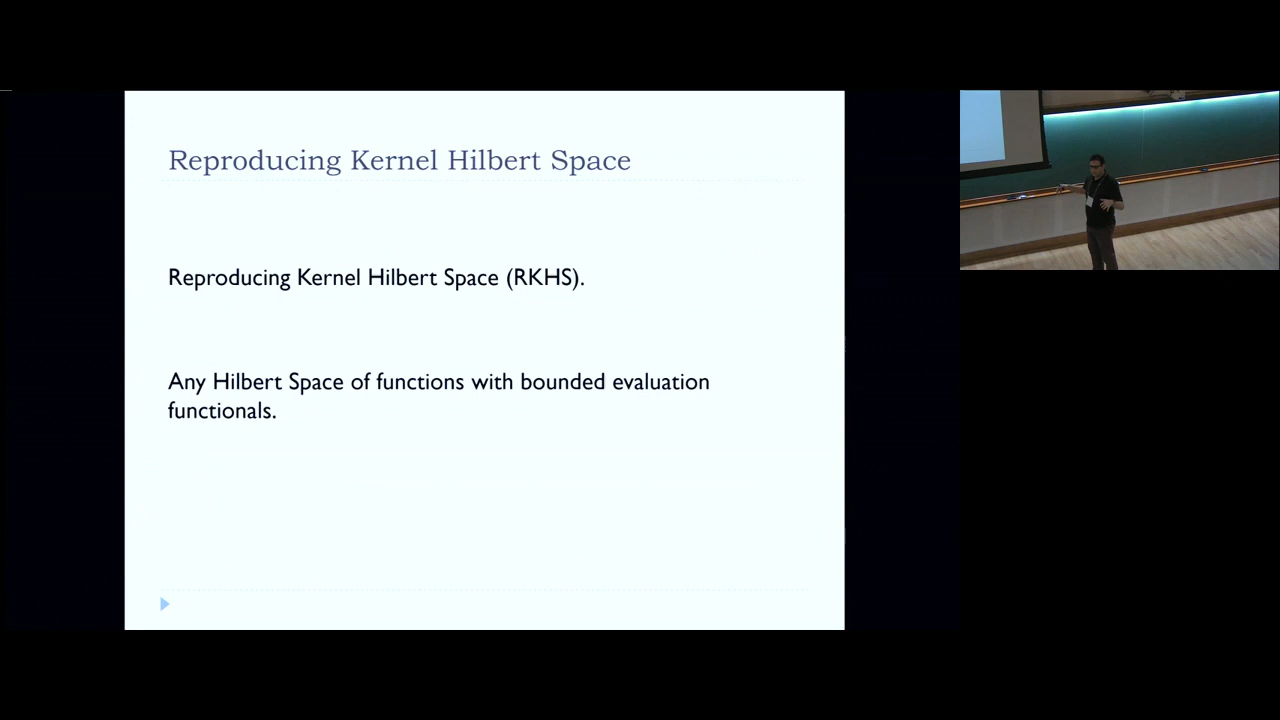 Reproducing Kernel Hilbert Space
Reproducing Kernel Hilbert Space (RKHS).
Any Hilbert Space of functions with bounded evaluation
functionals.